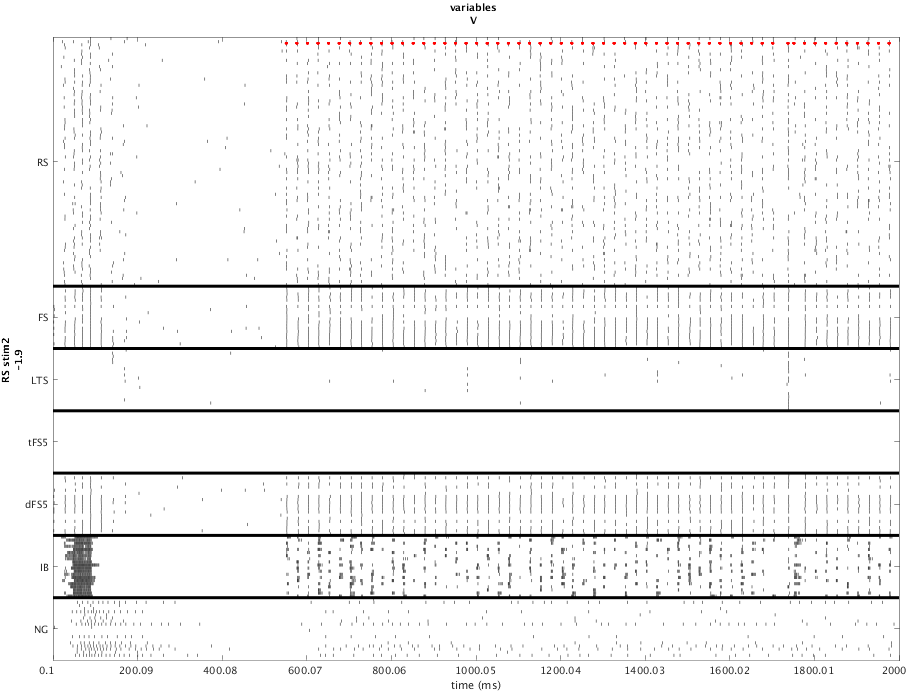 variables
V
RS
FS
RS stim2
-1.9
LTS
tFS5
dFS5
IB
NG
0.1 200.09 400.08 600.07 800.06 1000.05 1200.04 1400.03 1600.02 1800.01 2000
time (ms)